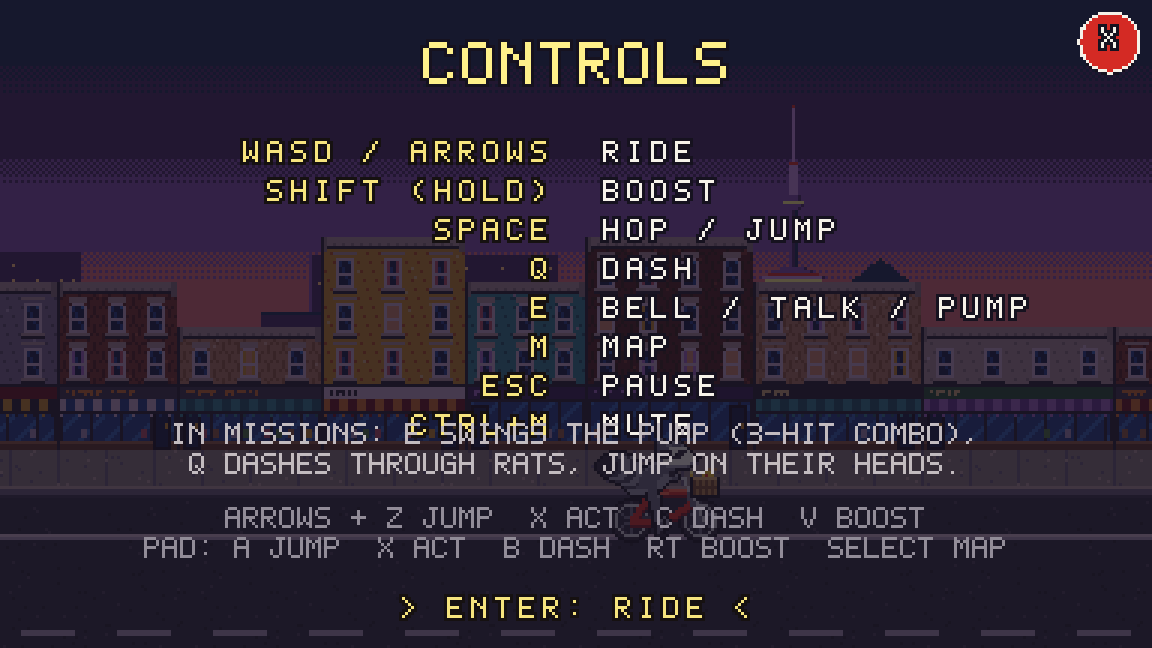 CONTROLS
X
WASD / ARROWS RIDE
SHIFT (HOLD) BOOST
SPACE HOP / JUMP
Q DASH
E BELL / TALK / PUMP
M MAP
ESC PAUSE
CTRL+M MUTE
IN MISSIONS: E SWINGS THE PUMP (3-HIT COMBO),
Q DASHES THROUGH RATS, JUMP ON THEIR HEADS.
ARROWS + Z JUMP X ACT C DASH V BOOST
PAD: A JUMP X ACT B DASH RT BOOST SELECT MAP
> ENTER: RIDE <